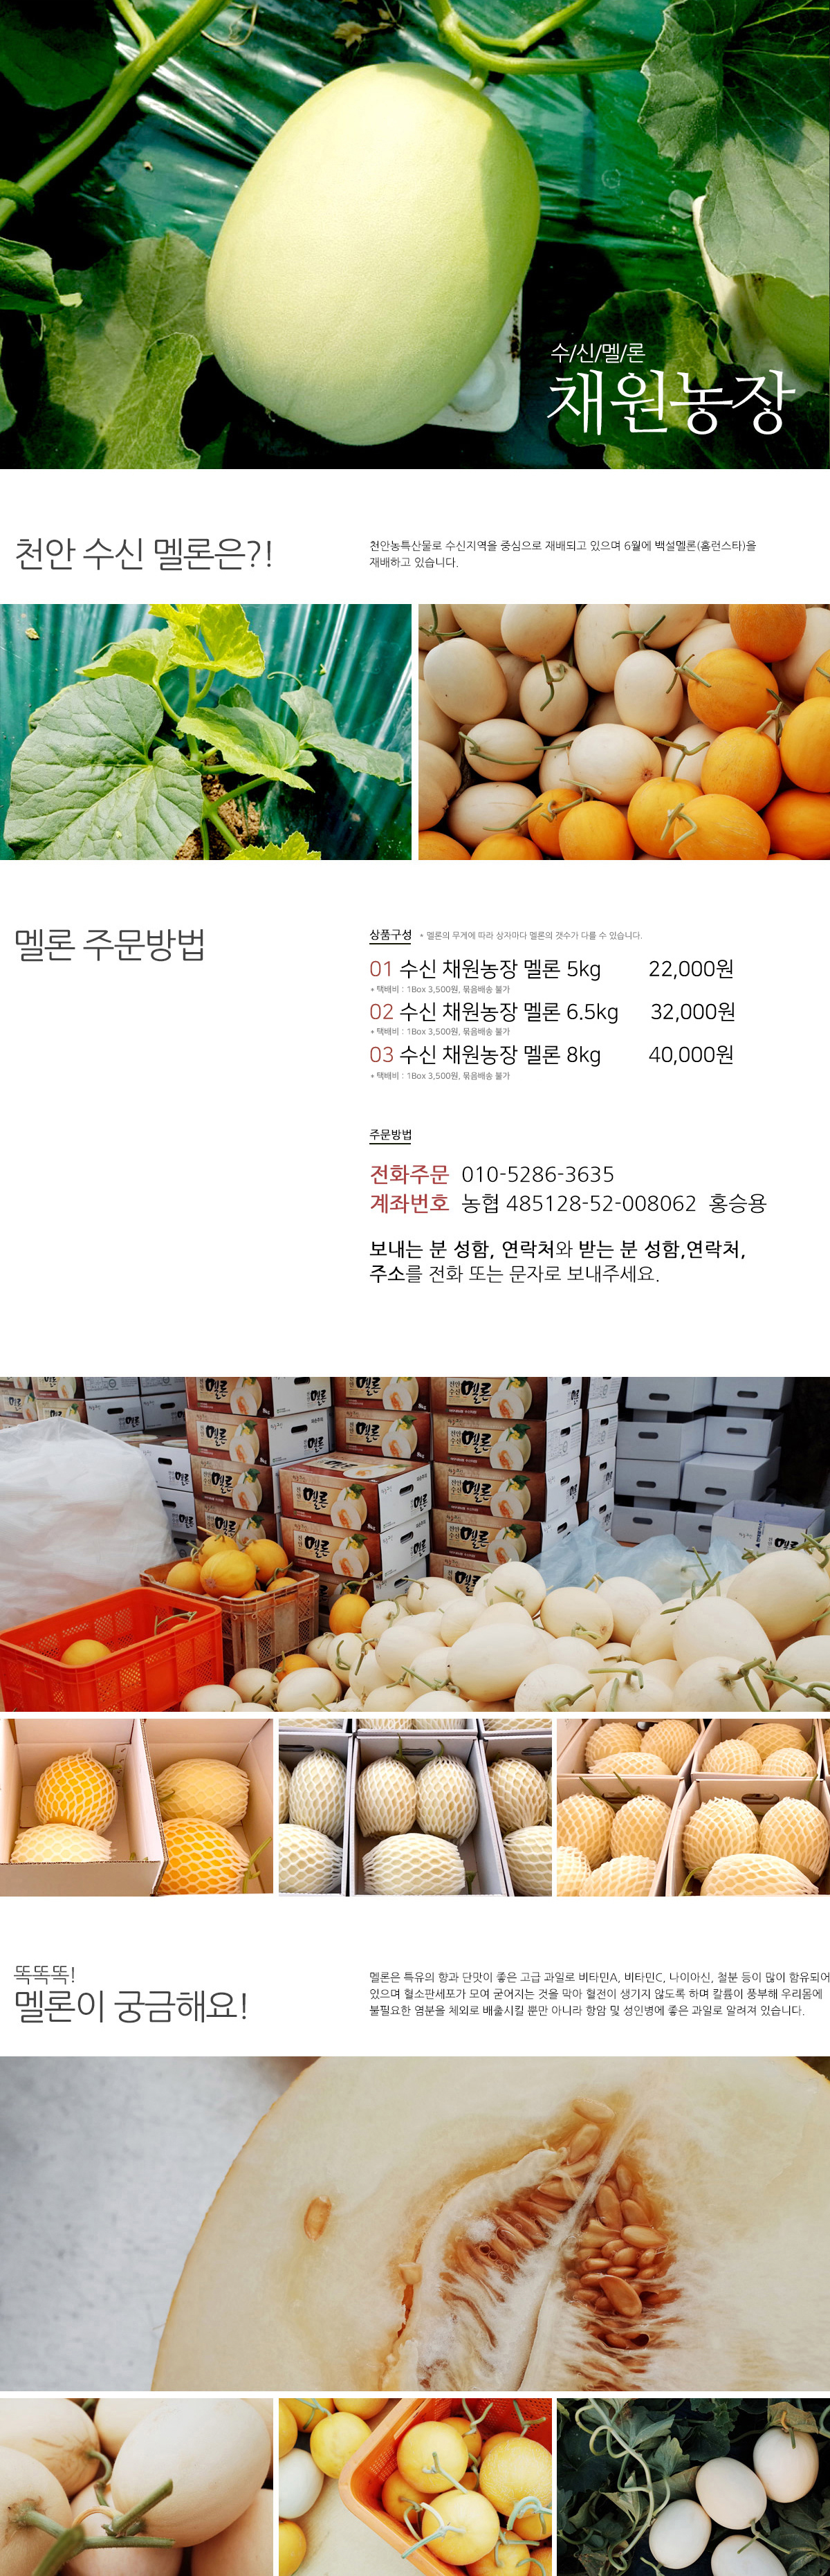 수/신/멜/론
채원농장
천안 수신 멜론은?!
천안농특산물로 수신지역을 중심으로 재배되고 있으며 6월에 백설멜론(홈런스타)을
재배하고 있습니다.
멜론 주문방법
상품구성 * 멜론의 무게에 따라 상자마다 멜론의 갯수가 다를 수 있습니다.
01 수신 채원농장 멜론 5kg 22,000원
* 택배비 : 1Box 3,500원, 묶음배송 불가
02 수신 채원농장 멜론 6.5kg 32,000원
* 택배비 : 1Box 3,500원, 묶음배송 불가
03 수신 채원농장 멜론 8kg 40,000원
* 택배비 : 1Box 3,500원, 묶음배송 불가
주문방법
전화주문 010-5286-3635
계좌번호 농협 485128-52-008062 홍승용
보내는 분 성함, 연락처와 받는 분 성함,연락처,
주소를 전화 또는 문자로 보내주세요.
천안수신 멜론
8kg
똑똑똑!
멜론이 궁금해요!
멜론은 특유의 향과 단맛이 좋은 고급 과일로 비타민A, 비타민C, 나이아신, 철분 등이 많이 함유되어
있으며 혈소판세포가 모여 굳어지는 것을 막아 혈전이 생기지 않도록 하며 칼륨이 풍부해 우리몸에
불필요한 염분을 체외로 배출시킬 뿐만 아니라 항암 및 성인병에 좋은 과일로 알려져 있습니다.